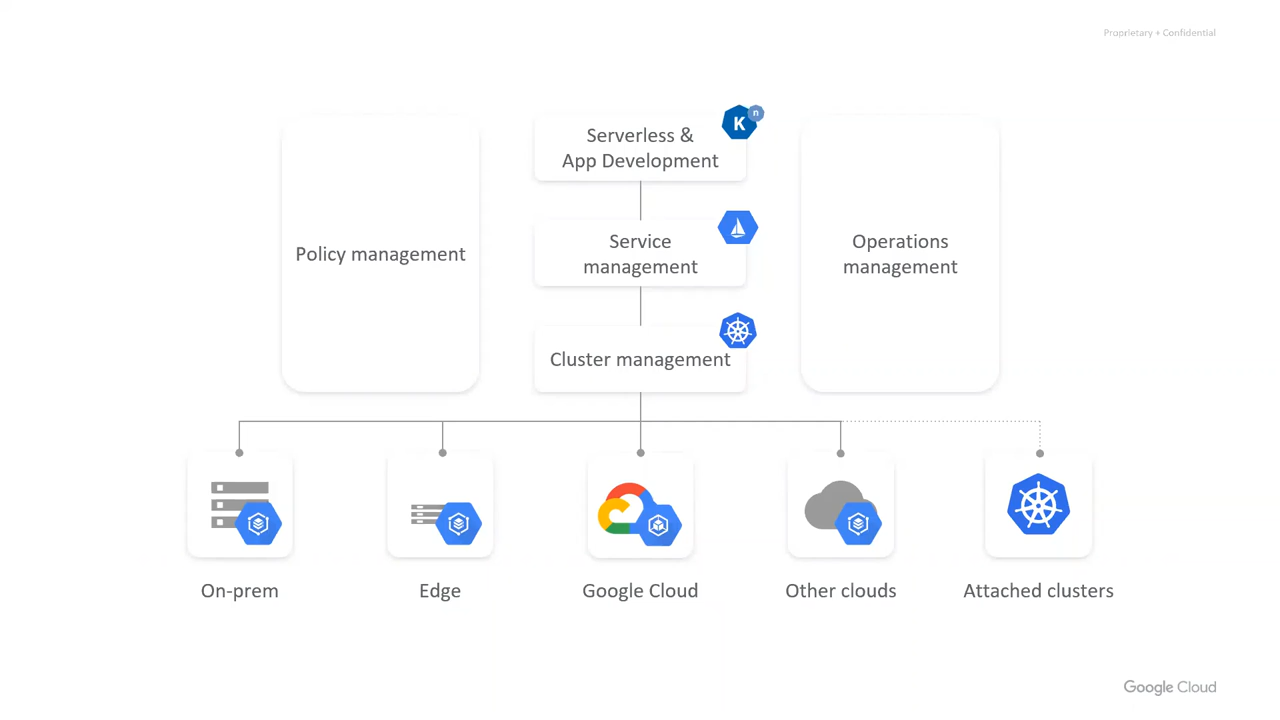 Proprietary + Confidential
Serverless &
App Development
K
n
Policy management
Service
management
Operations
management
Cluster management
On-prem
Edge
Google Cloud
Other clouds
Attached clusters
Google Cloud